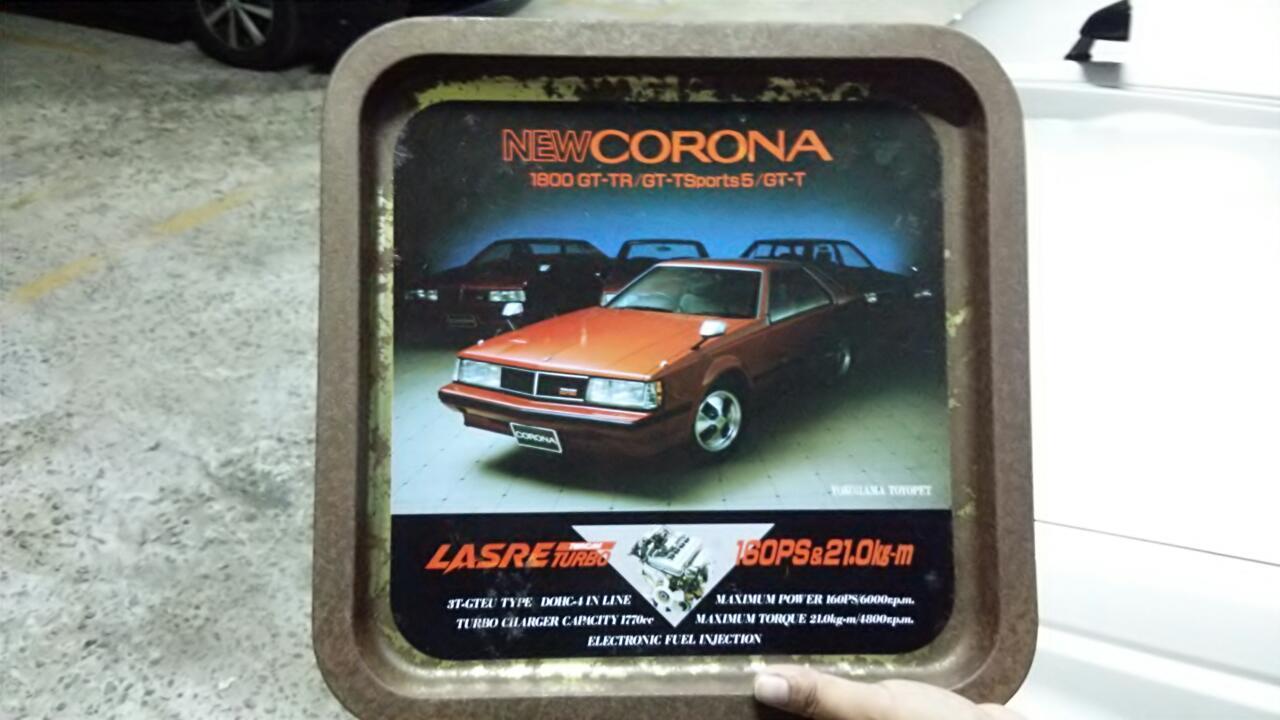 NEW CORONA
1800 GT-TR/GT-TSports5/GT-T
CORONA
YOKOHAMA TOYOPET
LASRE TURBO 160PS&21.0kg-m
3T-GTEU TYPE DOHC-4 IN LINE
TURBO CHARGER CAPACITY 1770cc
MAXIMUM POWER 160PS/6000r.p.m.
MAXIMUM TORQUE 21.0kg-m/4800r.p.m.
ELECTRONIC FUEL INJECTION